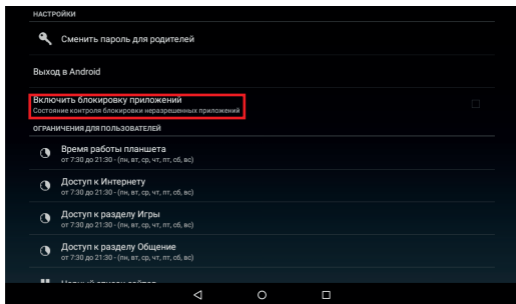 НАСТРОЙКИ
Сменить пароль для родителей
Выход в Android
Включить блокировку приложений
Состояние контроля блокировки неразрешенных приложений
ОГРАНИЧЕНИЯ ДЛЯ ПОЛЬЗОВАТЕЛЕЙ
Время работы планшета
от 7:30 до 21:30 - (пн, вт, ср, чт, пт, сб, вс)
Доступ к Интернету
от 7:30 до 21:30 - (пн, вт, ср, чт, пт, сб, вс)
Доступ к разделу Игры
от 7:30 до 21:30 - (пн, вт, ср, чт, пт, сб, вс)
Доступ к разделу Общение
от 7:30 до 21:30 - (пн, вт, ср, чт, пт, сб, вс)